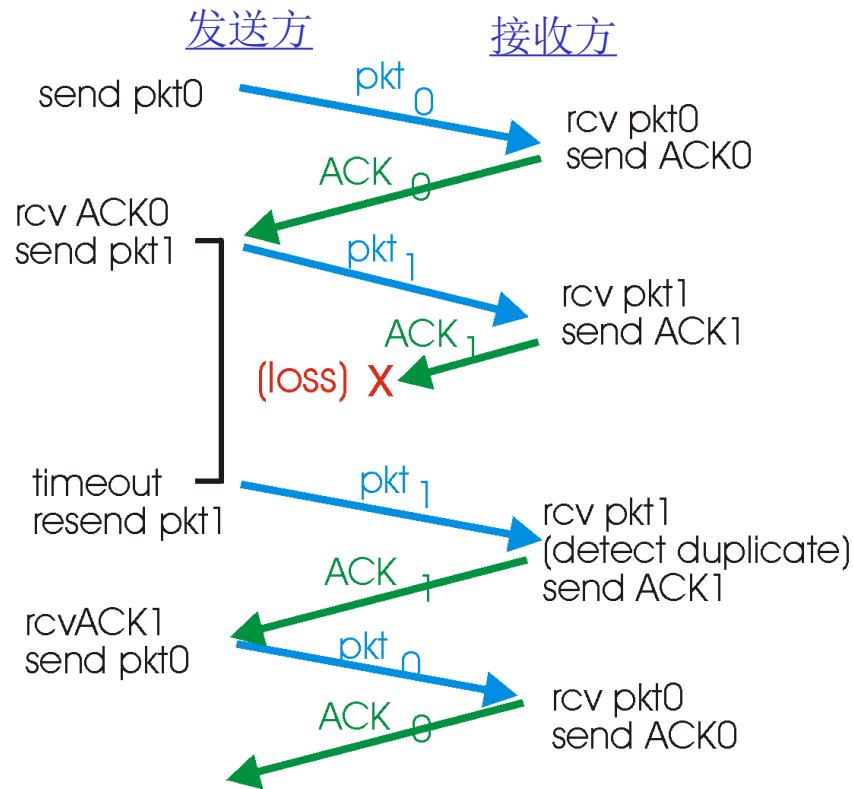 发送方
接收方
send pkt0
pkt 0
rcv pkt0
send ACK0
ACK 0
rcv ACK0
send pkt1
pkt 1
rcv pkt1
send ACK1
ACK 1
(loss) X
timeout
resend pkt1
pkt 1
rcv pkt1
(detect duplicate)
send ACK1
ACK 1
rcvACK1
send pkt0
pkt 0
rcv pkt0
send ACK0
ACK 0